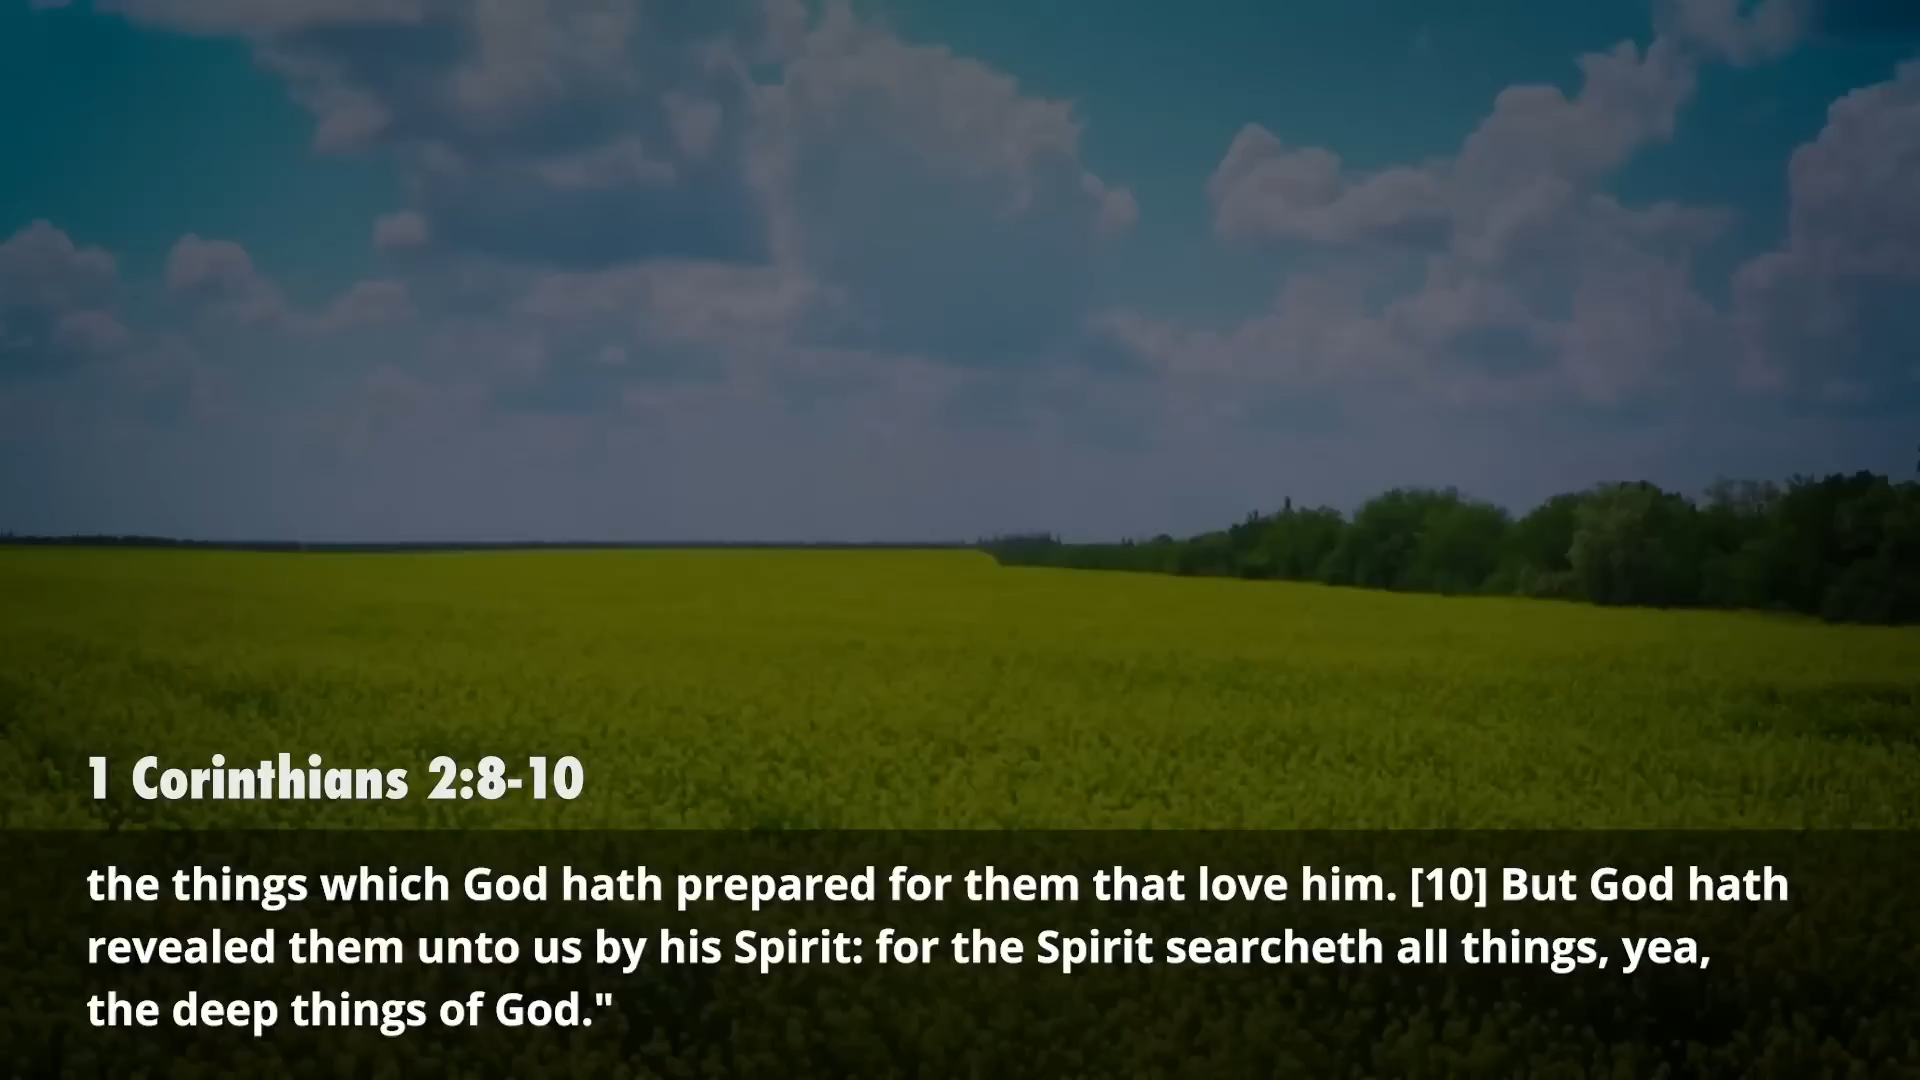 1 Corinthians 2:8-10
the things which God hath prepared for them that love him. [10] But God hath
revealed them unto us by his Spirit: for the Spirit searcheth all things, yea,
the deep things of God."